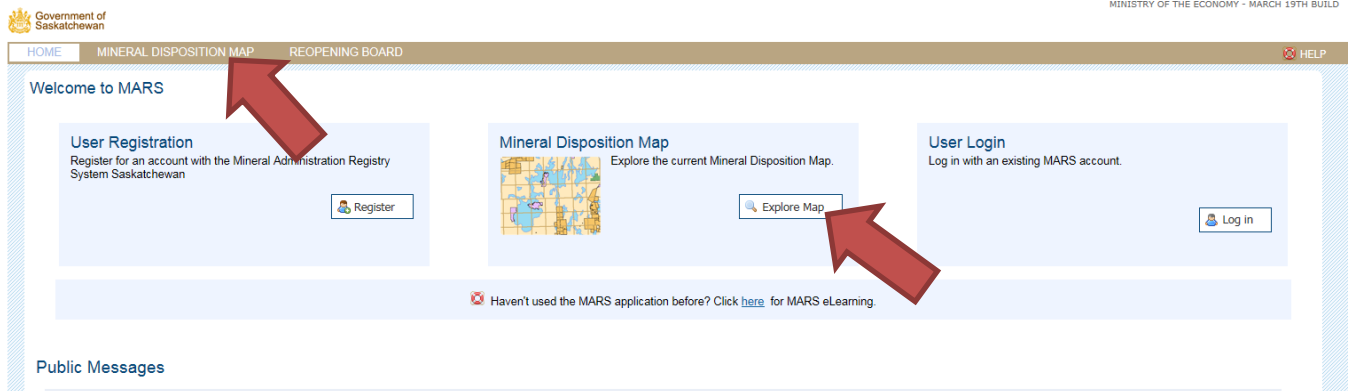 MINISTRY OF THE ECONOMY - MARCH 19TH BUILD
Government of
Saskatchewan
HOME MINERAL DISPOSITION MAP REOPENING BOARD HELP
Welcome to MARS
User Registration
Register for an account with the Mineral Administration Registry
System Saskatchewan
Register
Mineral Disposition Map
Explore the current Mineral Disposition Map.
Explore Map
User Login
Log in with an existing MARS account.
Log in
Haven't used the MARS application before? Click here for MARS eLearning.
Public Messages